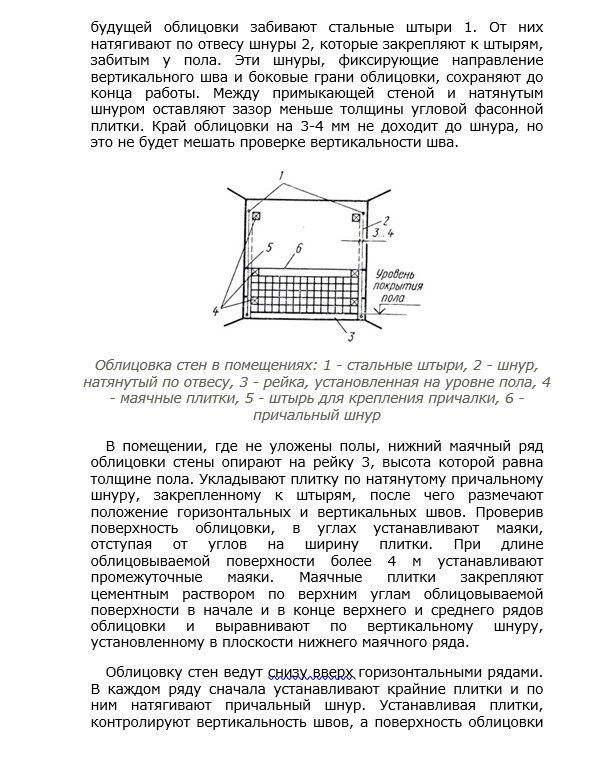 будущей облицовки забивают стальные штыри 1. От них
натягивают по отвесу шнуры 2, которые закрепляют к штырям,
забитым у пола. Эти шнуры, фиксирующие направление
вертикального шва и боковые грани облицовки, сохраняют до
конца работы. Между примыкающей стеной и натянутым
шнуром оставляют зазор меньше толщины угловой фасонной
плитки. Край облицовки на 3-4 мм не доходит до шнура, но
это не будет мешать проверке вертикальности шва.
1
2
3...4
5
6
Уровень
покрытия
пола
4
3
Облицовка стен в помещениях: 1 - стальные штыри, 2 - шнур,
натянутый по отвесу, 3 - рейка, установленная на уровне пола, 4
- маячные плитки, 5 - штырь для крепления причалки, 6 -
причальный шнур
В помещении, где не уложены полы, нижний маячный ряд
облицовки стены опирают на рейку 3, высота которой равна
толщине пола. Укладывают плитку по натянутому причальному
шнуру, закрепленному к штырям, после чего размечают
положение горизонтальных и вертикальных швов. Проверив
поверхность облицовки, в углах устанавливают маяки,
отступая от углов на ширину плитки. При длине
облицовываемой поверхности более 4 м устанавливают
промежуточные маяки. Маячные плитки закрепляют
цементным раствором по верхним углам облицовываемой
поверхности в начале и в конце верхнего и среднего рядов
облицовки и выравнивают по вертикальному шнуру,
установленному в плоскости нижнего маячного ряда.
Облицовку стен ведут снизу вверх горизонтальными рядами.
В каждом ряду сначала устанавливают крайние плитки и по
ним натягивают причальный шнур. Устанавливая плитки,
контролируют вертикальность швов, а поверхность облицовки